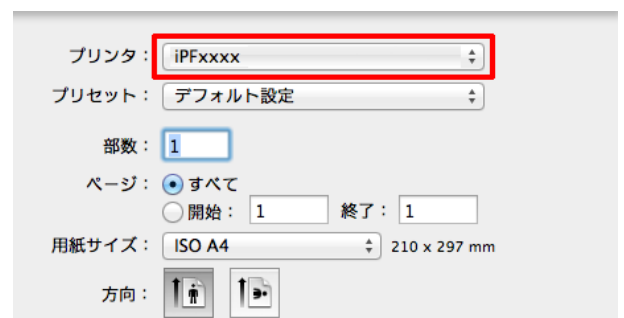 プリンタ： iPFxxxx
プリセット： デフォルト設定
部数： 1
ページ： すべて
開始： 1 終了： 1
用紙サイズ： ISO A4 210 x 297 mm
方向：